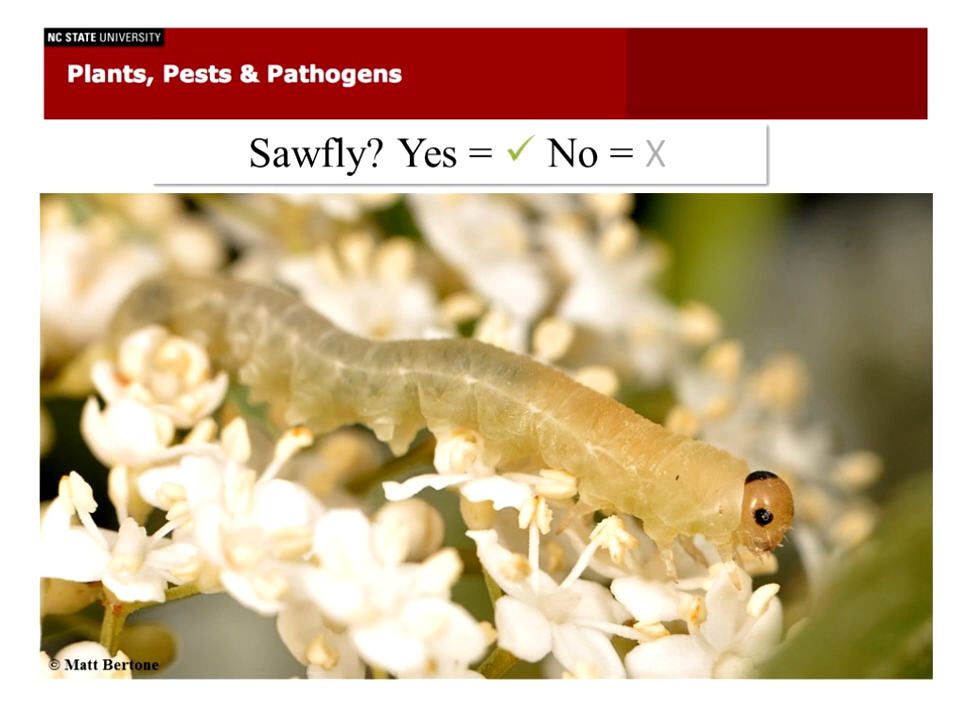 NC STATE UNIVERSITY
Plants, Pests & Pathogens
Sawfly? Yes = ✓ No = X
© Matt Bertone